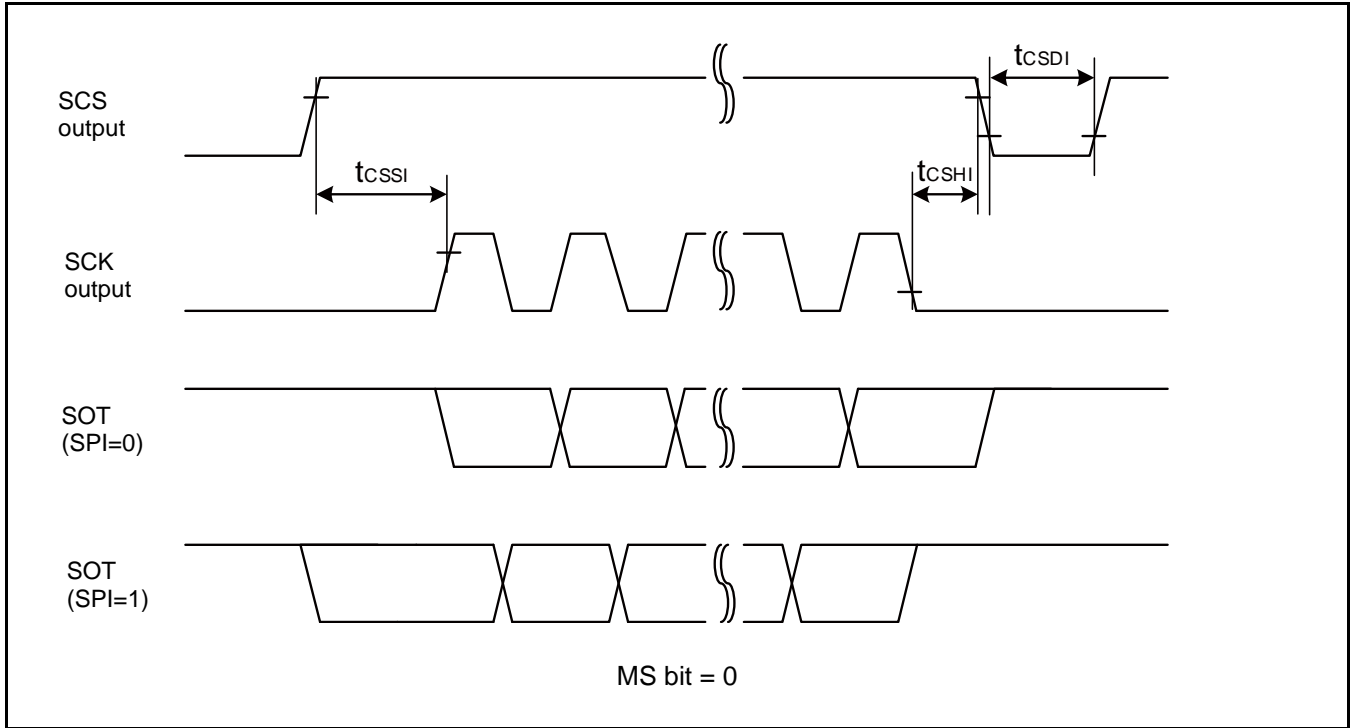 tCSDI
SCS
output
tCSSI
tCSHI
SCK
output
SOT
(SPI=0)
SOT
(SPI=1)
MS bit = 0